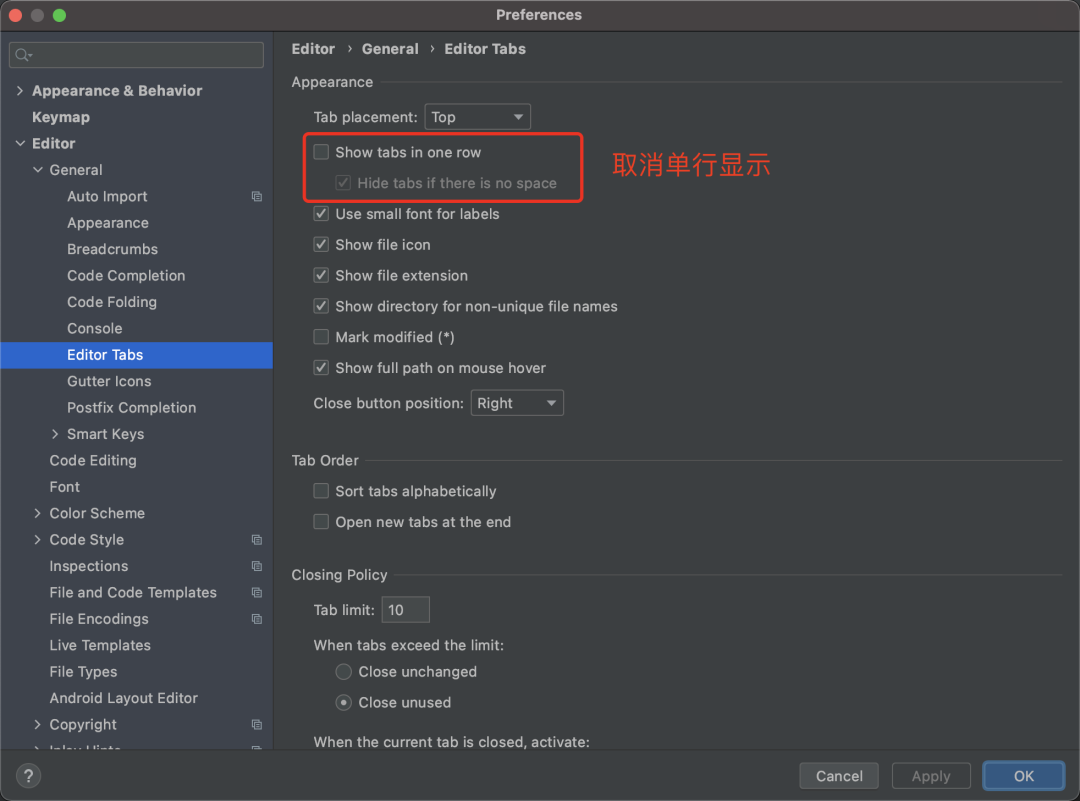 Preferences
Editor › General › Editor Tabs
Appearance & Behavior
Keymap
Editor
General
Auto Import
Appearance
Breadcrumbs
Code Completion
Code Folding
Console
Editor Tabs
Gutter Icons
Postfix Completion
Smart Keys
Code Editing
Font
Color Scheme
Code Style
Inspections
File and Code Templates
File Encodings
Live Templates
File Types
Android Layout Editor
Copyright
Appearance
Tab placement: Top
Show tabs in one row
取消单行显示
Hide tabs if there is no space
Use small font for labels
Show file icon
Show file extension
Show directory for non-unique file names
Mark modified (*)
Show full path on mouse hover
Close button position: Right
Tab Order
Sort tabs alphabetically
Open new tabs at the end
Closing Policy
Tab limit: 10
When tabs exceed the limit:
Close unchanged
Close unused
When the current tab is closed, activate:
?
Cancel Apply OK